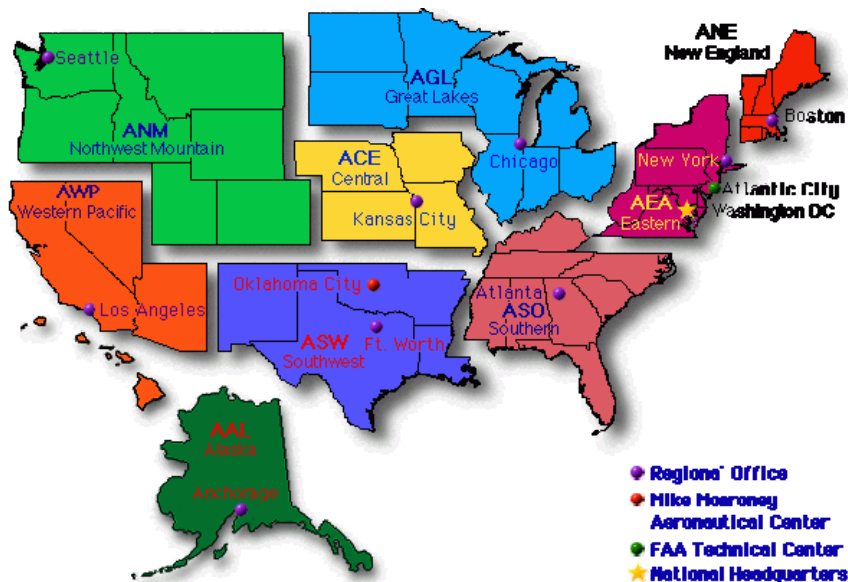 ANE
New England
Seattle
AGL
Great Lakes
Boston
ANM
Northwest Mountain
ACE
Central
Chicago
New York
AWP
Western Pacific
Kansas City
AEA
Eastern
Atlantic City
Washington DC
Oklahoma City
Atlanta
ASO
Southern
Los Angeles
ASW
Southwest
Ft. Worth
AAL
Alaska
Anchorage
Regional Office
Mike Monroney
Aeronautical Center
FAA Technical Center
National Headquarters